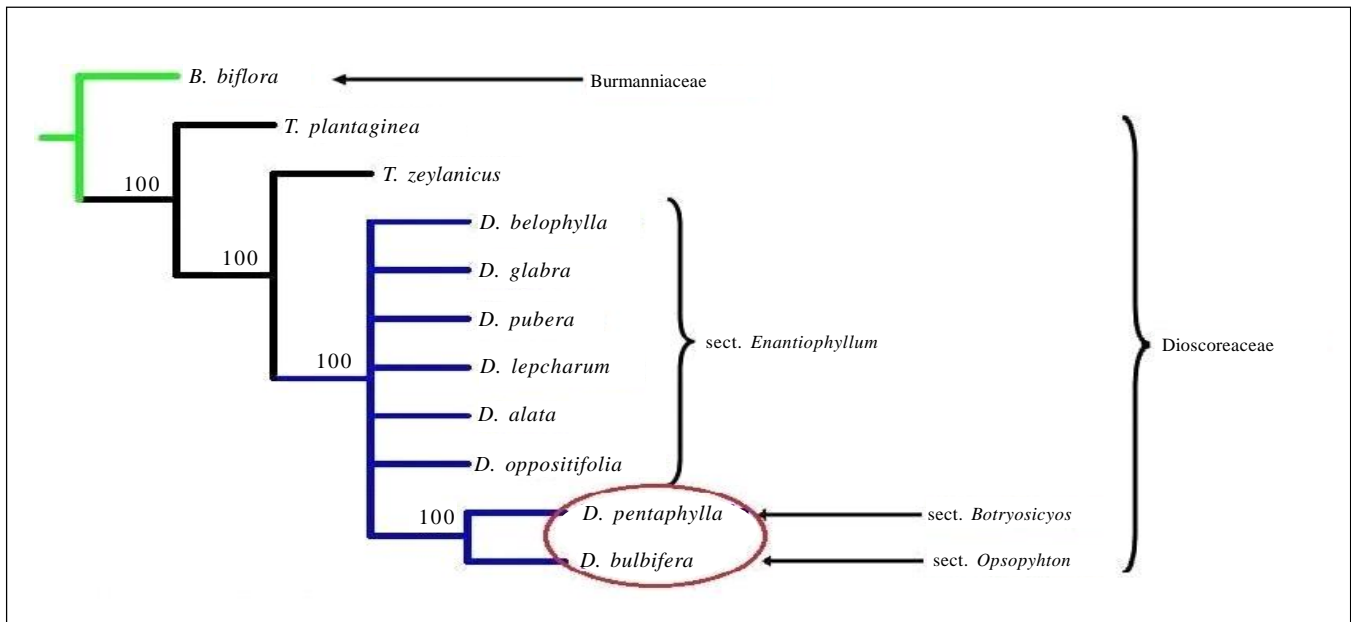 B. biflora
Burmanniaceae
T. plantaginea
100
T. zeylanicus
100
D. belophylla
D. glabra
D. pubera
sect. Enantiophyllum
Dioscoreaceae
100
D. lepcharum
D. alata
D. oppositifolia
100
D. pentaphylla
sect. Botryosicyos
D. bulbifera
sect. Opsopyhton